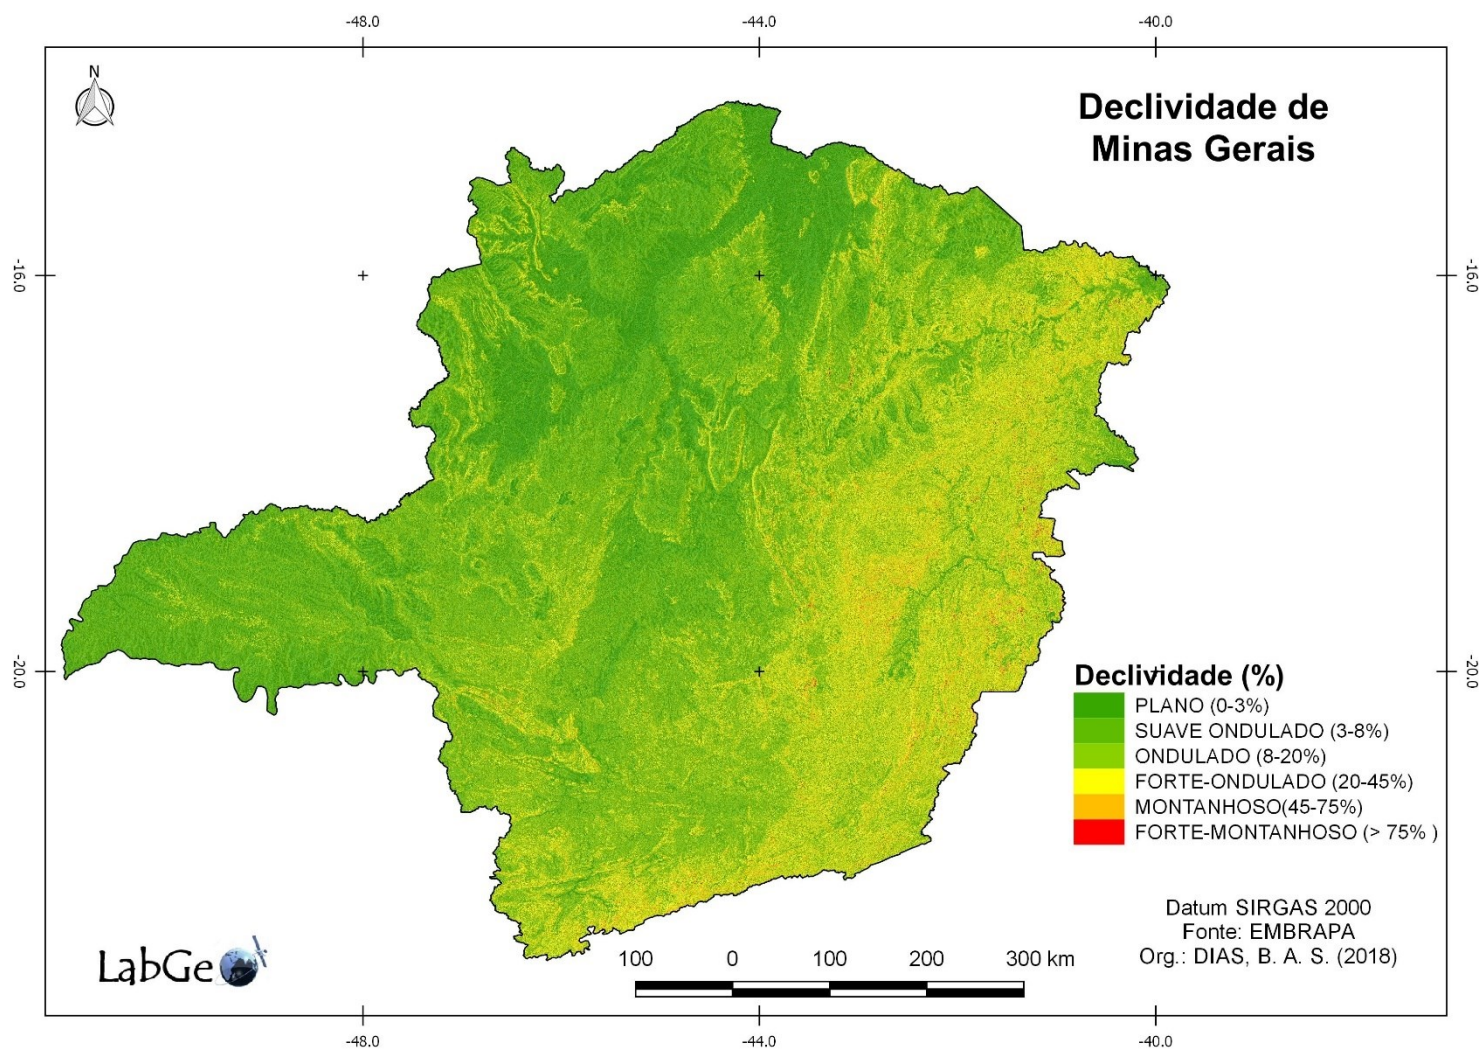 -48.0
-44.0
-40.0
N
Declividade de
Minas Gerais
-16.0
-16.0
-20.0
-20.0
Declividade (%)
PLANO (0-3%)
SUAVE ONDULADO (3-8%)
ONDULADO (8-20%)
FORTE-ONDULADO (20-45%)
MONTANHOSO(45-75%)
FORTE-MONTANHOSO (> 75% )
Datum SIRGAS 2000
Fonte: EMBRAPA
Org.: DIAS, B. A. S. (2018)
LabGeo
100 0 100 200 300 km
-48.0
-44.0
-40.0